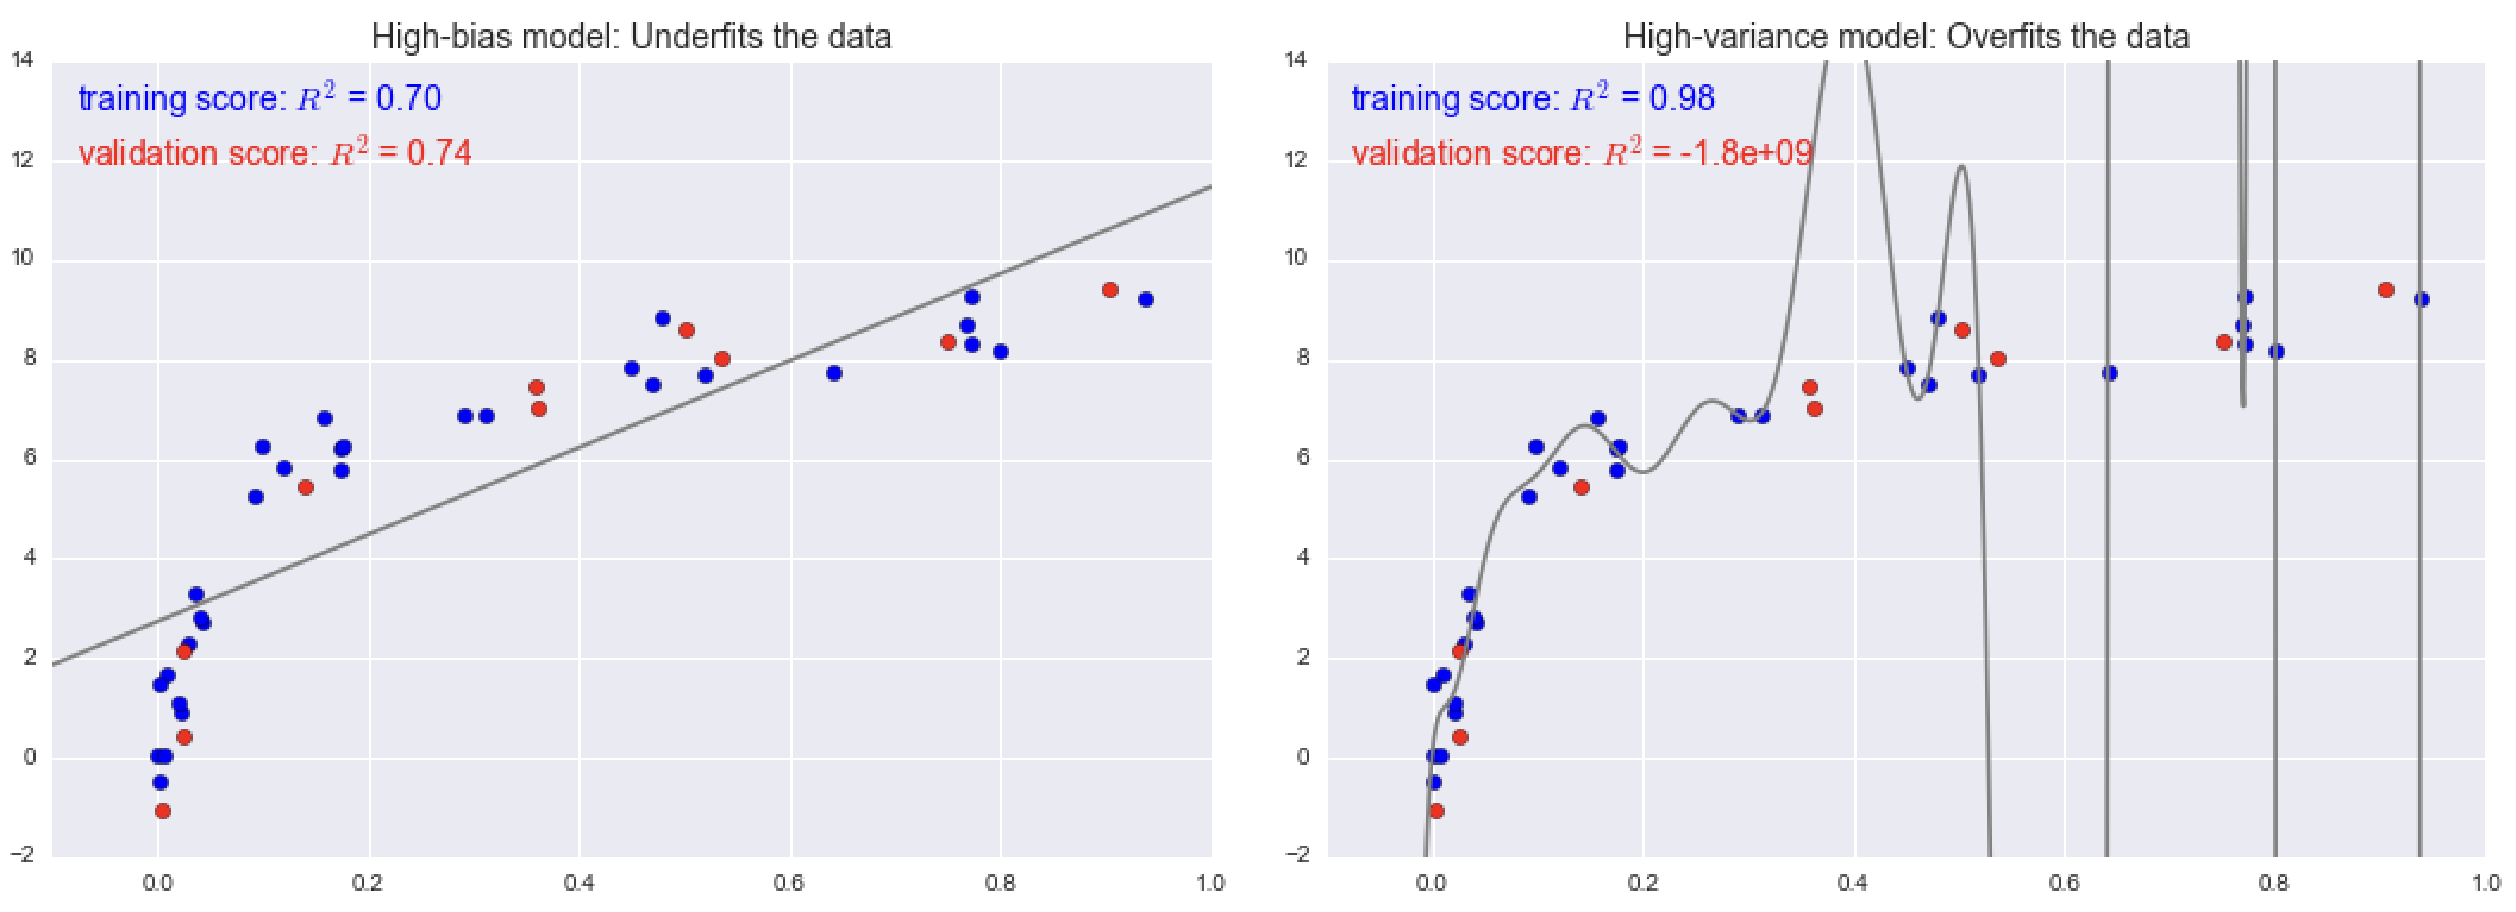 High-bias model: Underfits the data
training score: R² = 0.70
validation score: R² = 0.74
14
12
10
8
6
4
2
0
−2
0.0 0.2 0.4 0.6 0.8 1.0
High-variance model: Overfits the data
training score: R² = 0.98
validation score: R² = -1.8e+09
14
12
10
8
6
4
2
0
−2
0.0 0.2 0.4 0.6 0.8 1.0